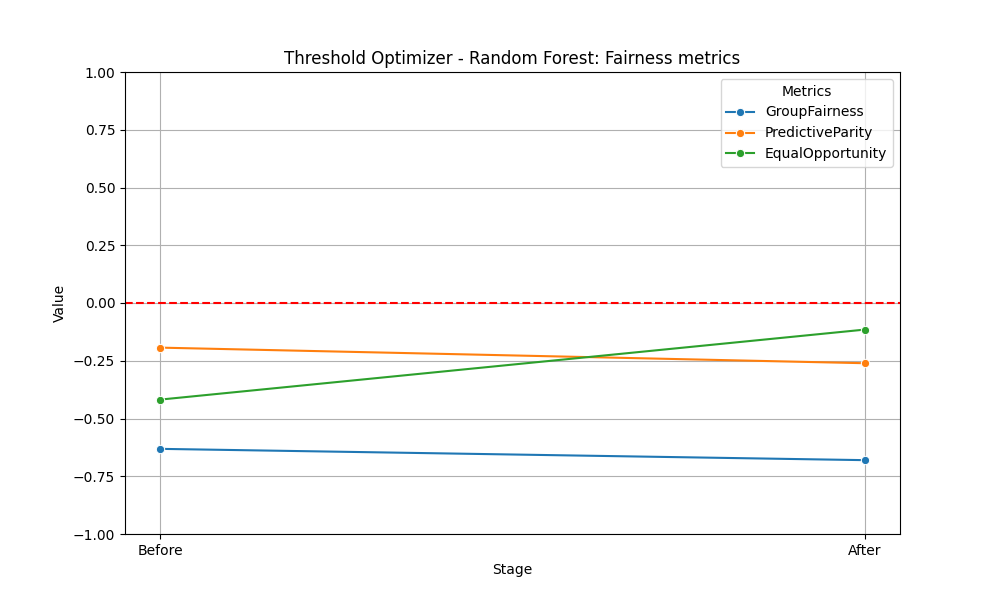 Threshold Optimizer - Random Forest: Fairness metrics
Metrics
GroupFairness
PredictiveParity
EqualOpportunity
1.00
0.75
0.50
0.25
0.00
−0.25
−0.50
−0.75
−1.00
Value
Before
After
Stage